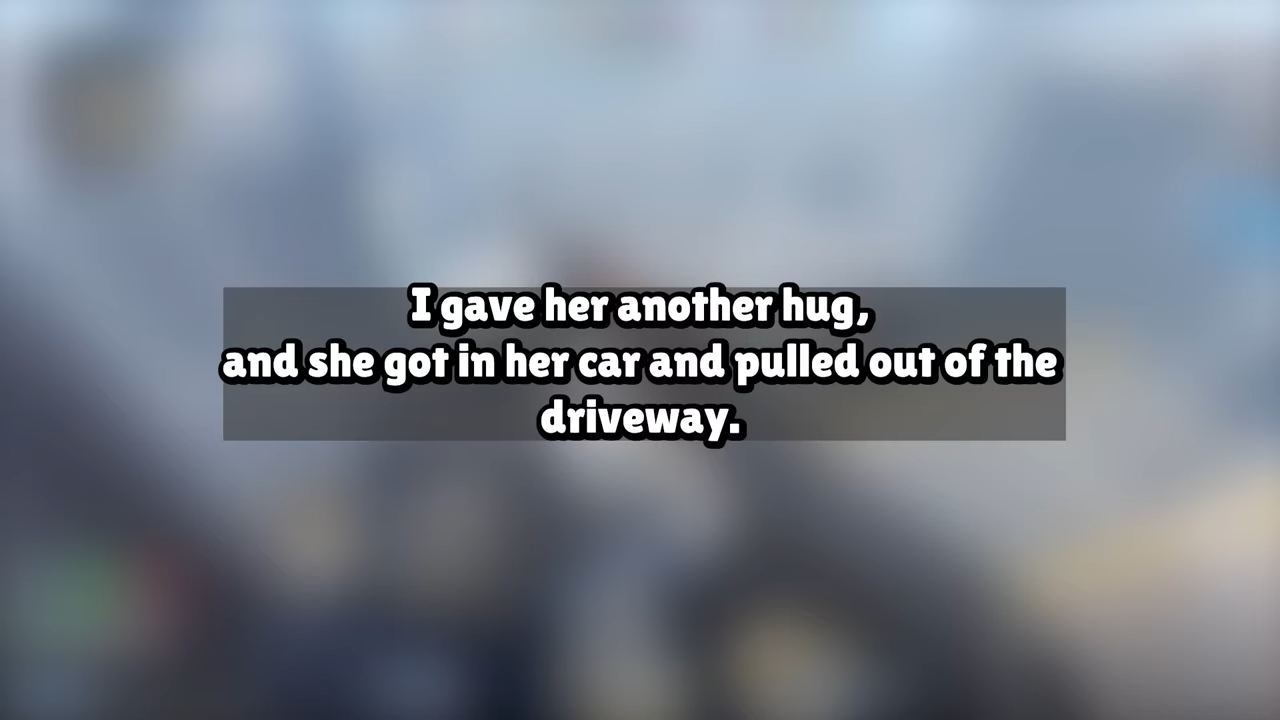 I gave her another hug,
and she got in her car and pulled out of the
driveway.